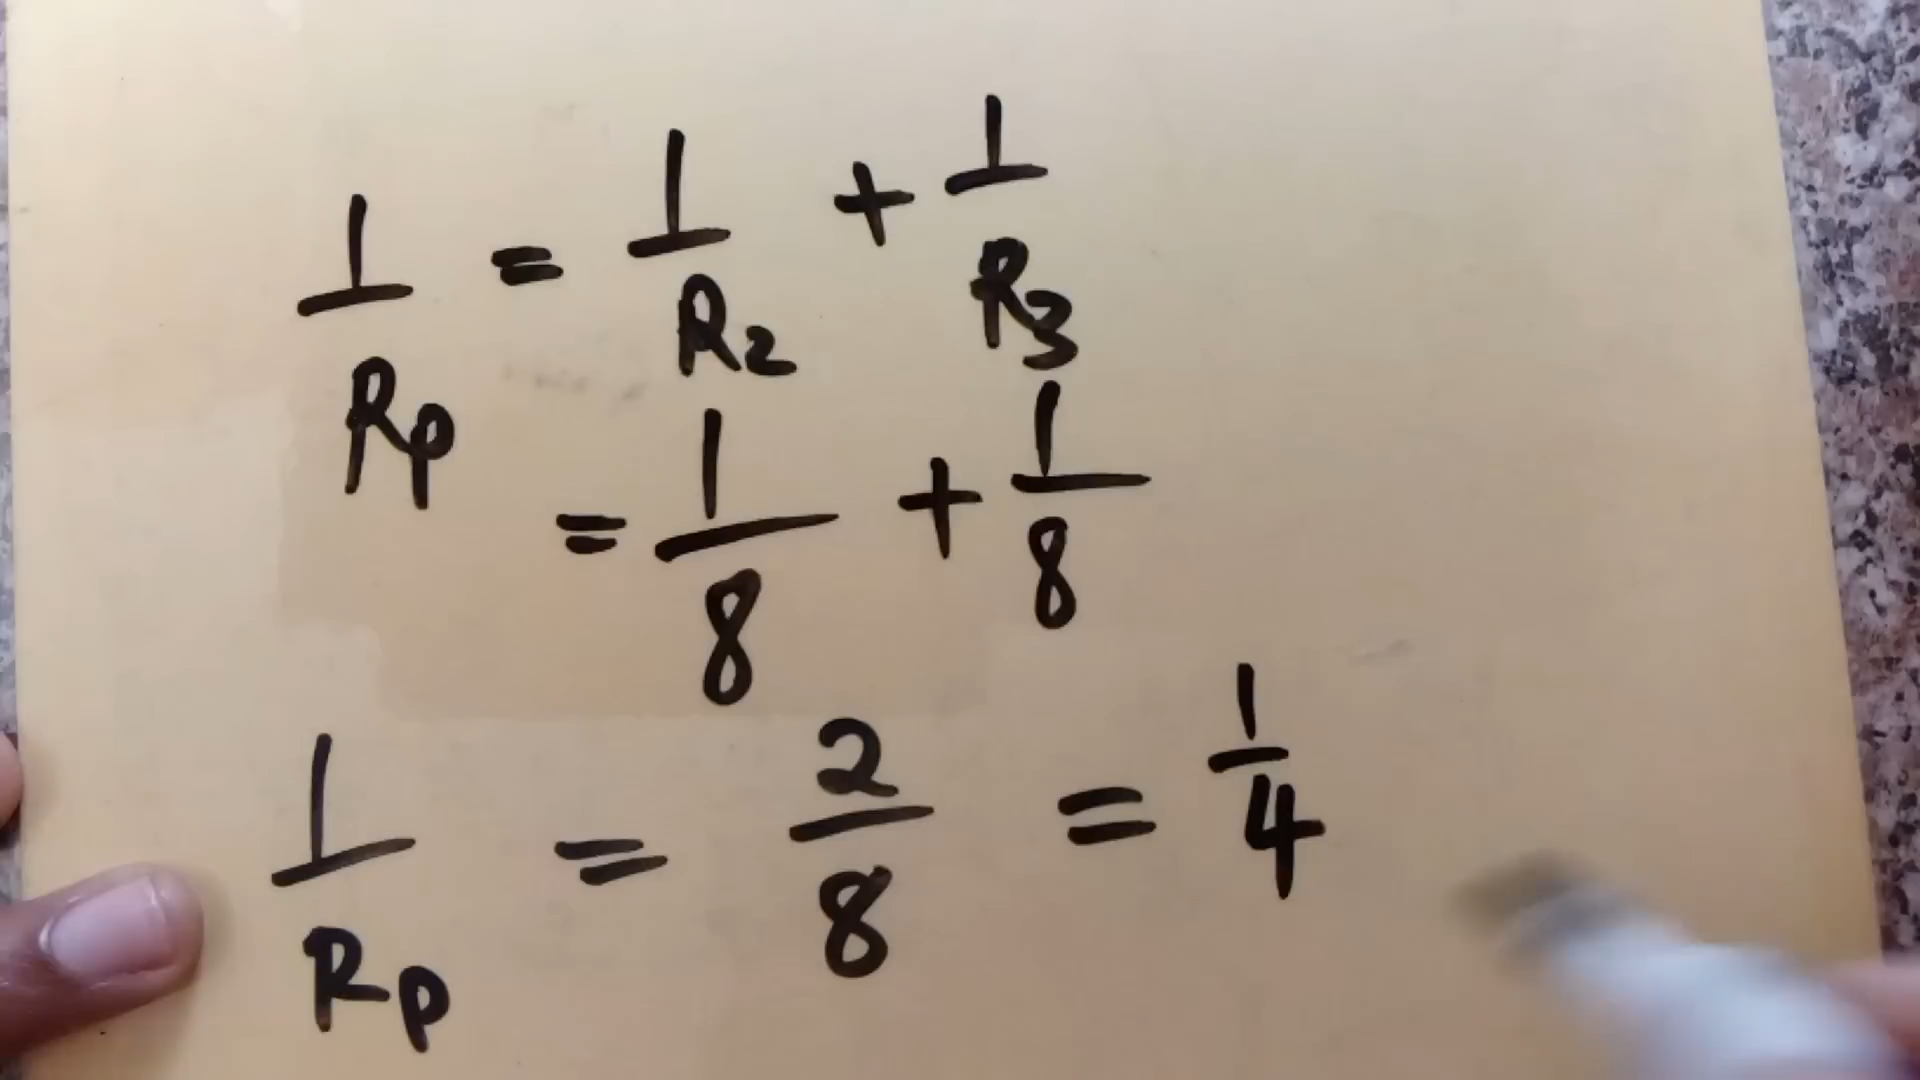 1/Rp = 1/R2 + 1/R3
= 1/8 + 1/8
1/Rp = 2/8 = 1/4